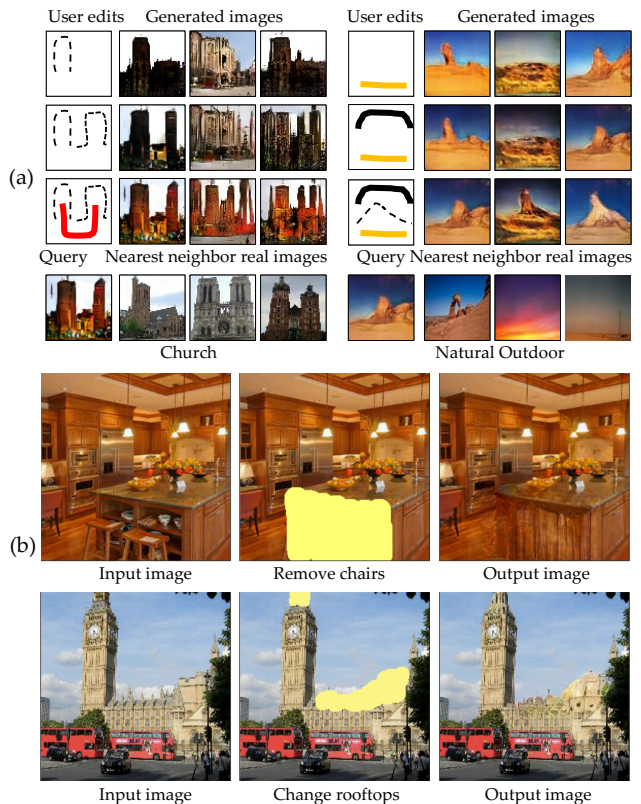 User edits Generated images User edits Generated images
(a)
Query Nearest neighbor real images Query Nearest neighbor real images
Church Natural Outdoor
(b)
Input image Remove chairs Output image
Input image Change rooftops Output image